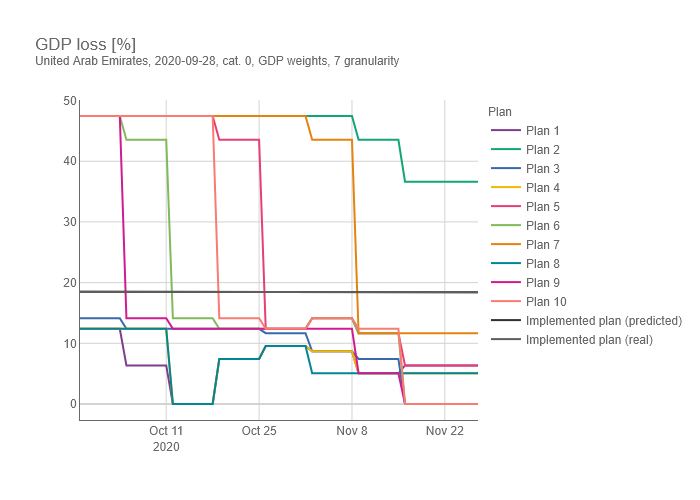 GDP loss [%]
United Arab Emirates, 2020-09-28, cat. 0, GDP weights, 7 granularity
50
40
30
20
10
0
Oct 11
2020
Oct 25
Nov 8
Nov 22
Plan
Plan 1
Plan 2
Plan 3
Plan 4
Plan 5
Plan 6
Plan 7
Plan 8
Plan 9
Plan 10
Implemented plan (predicted)
Implemented plan (real)